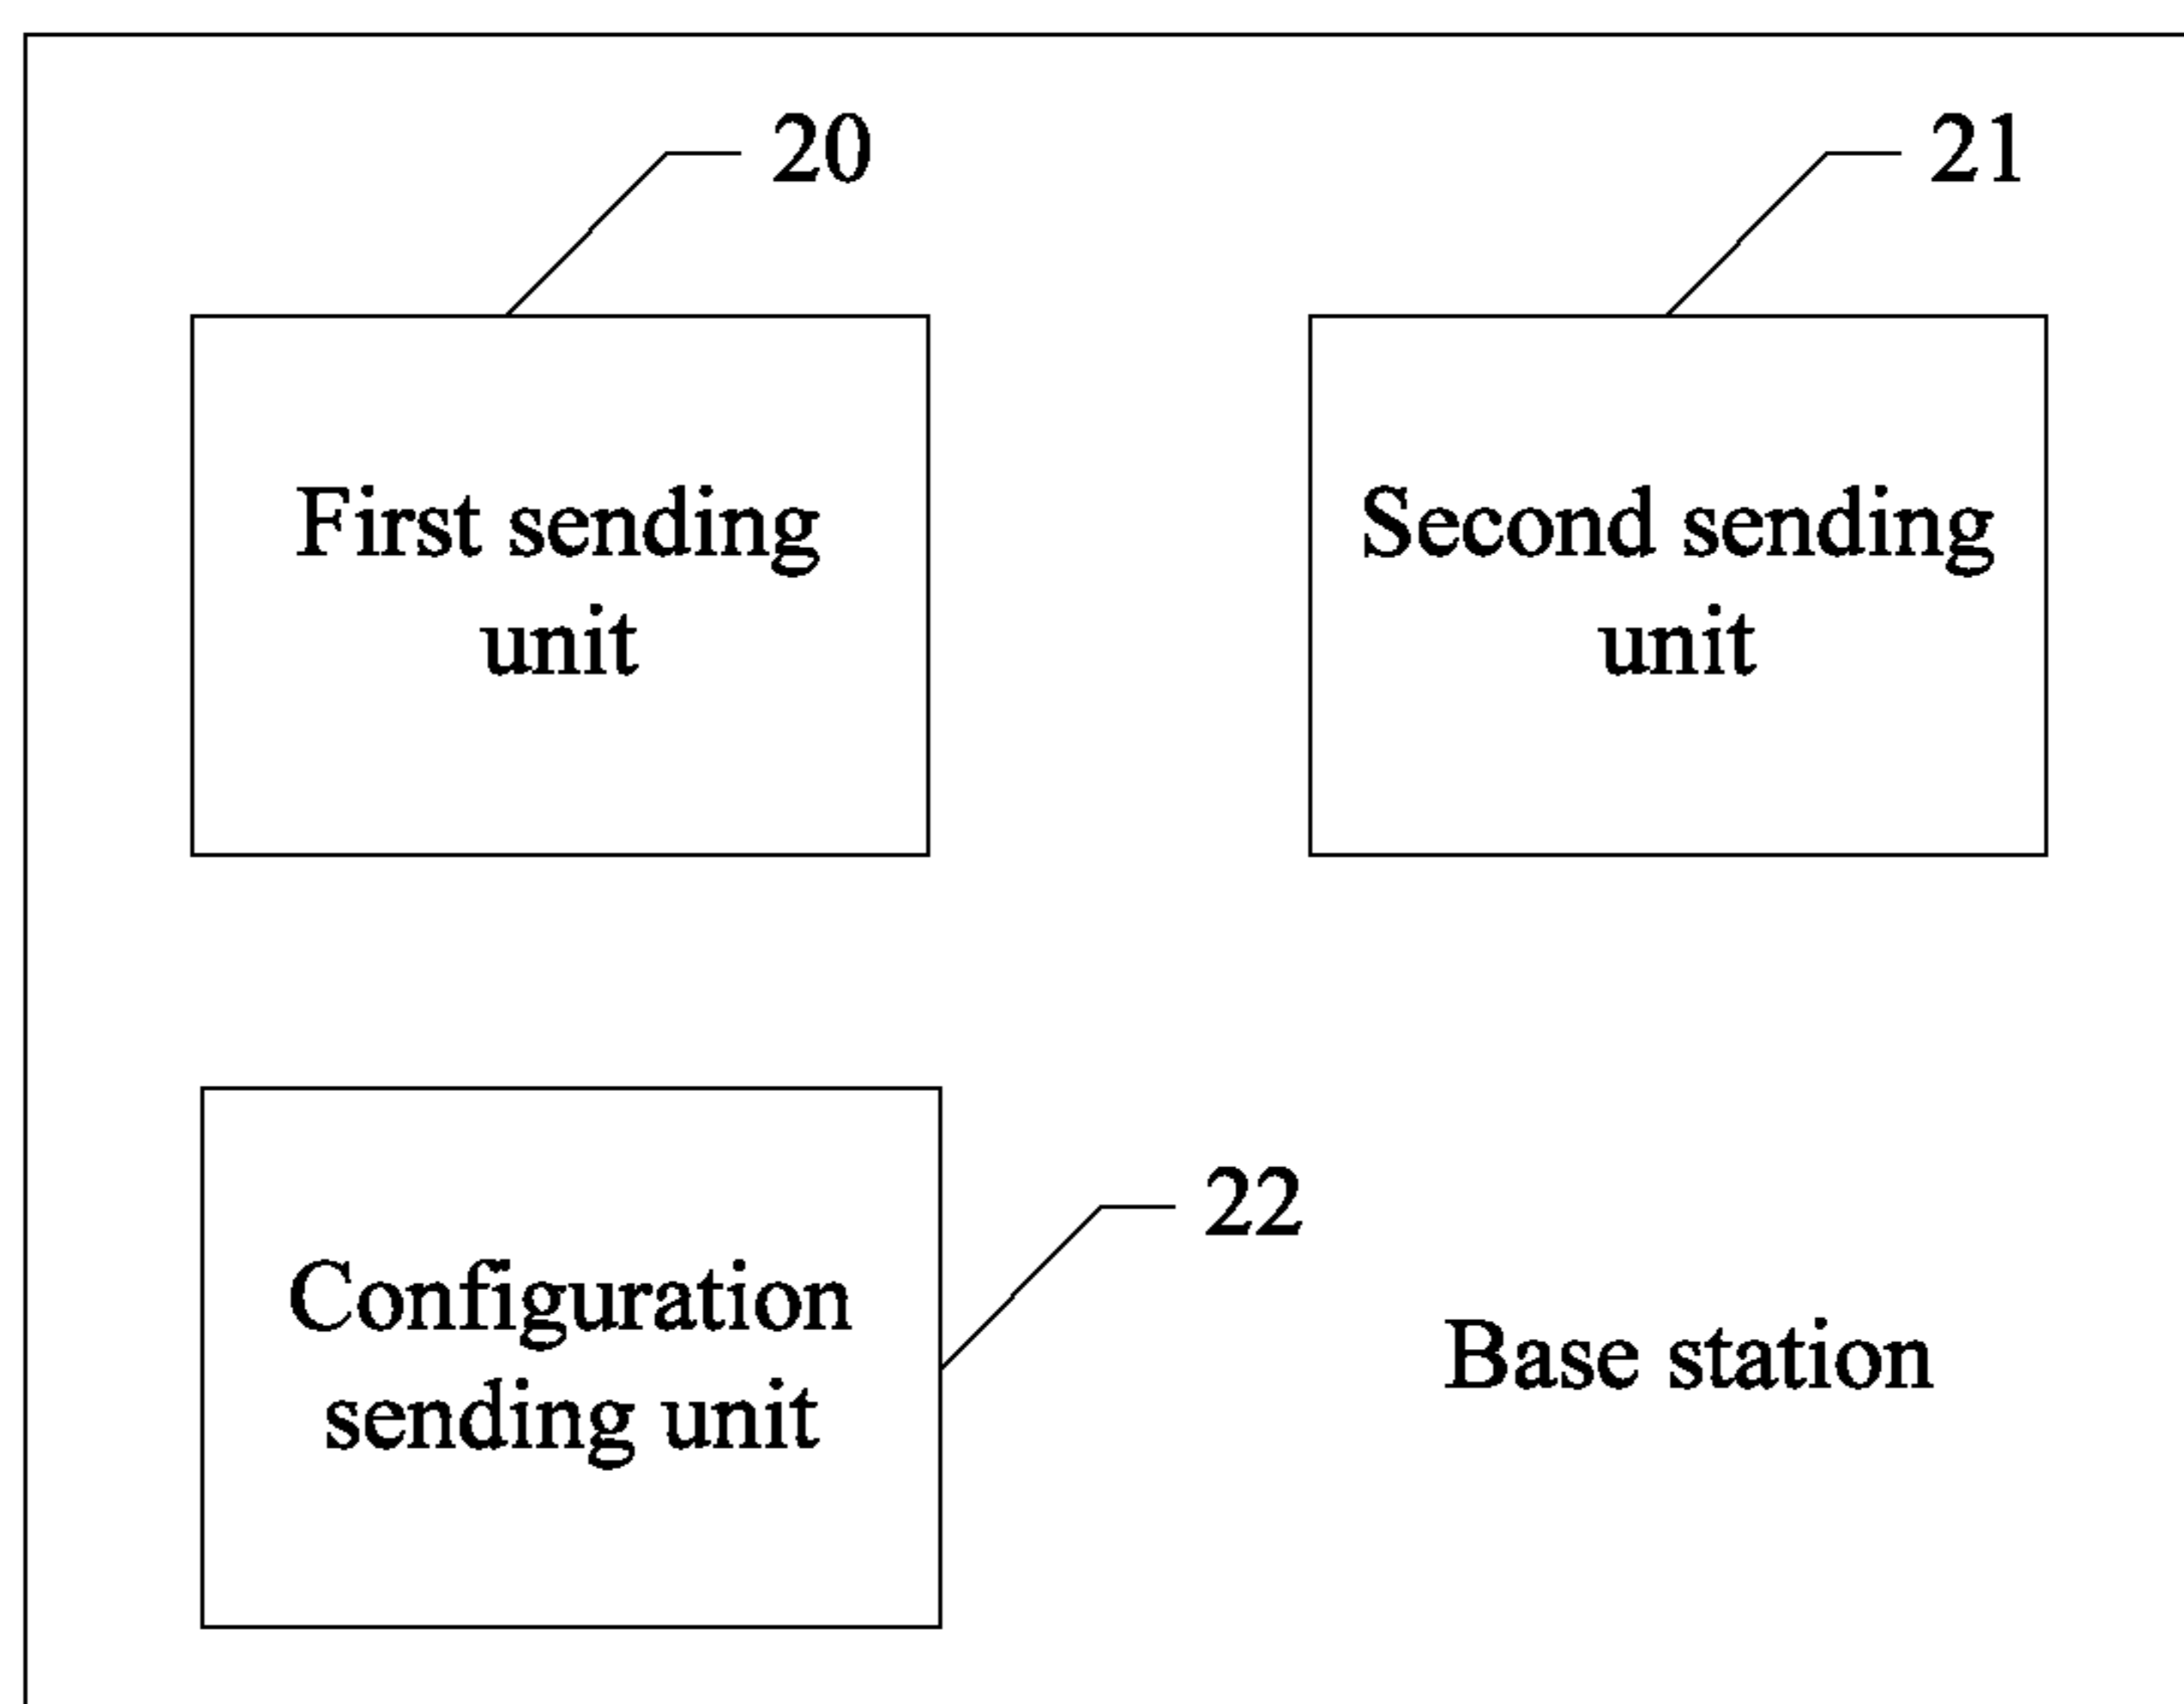 20
21
First sending
unit
Second sending
unit
22
Configuration
sending unit
Base station